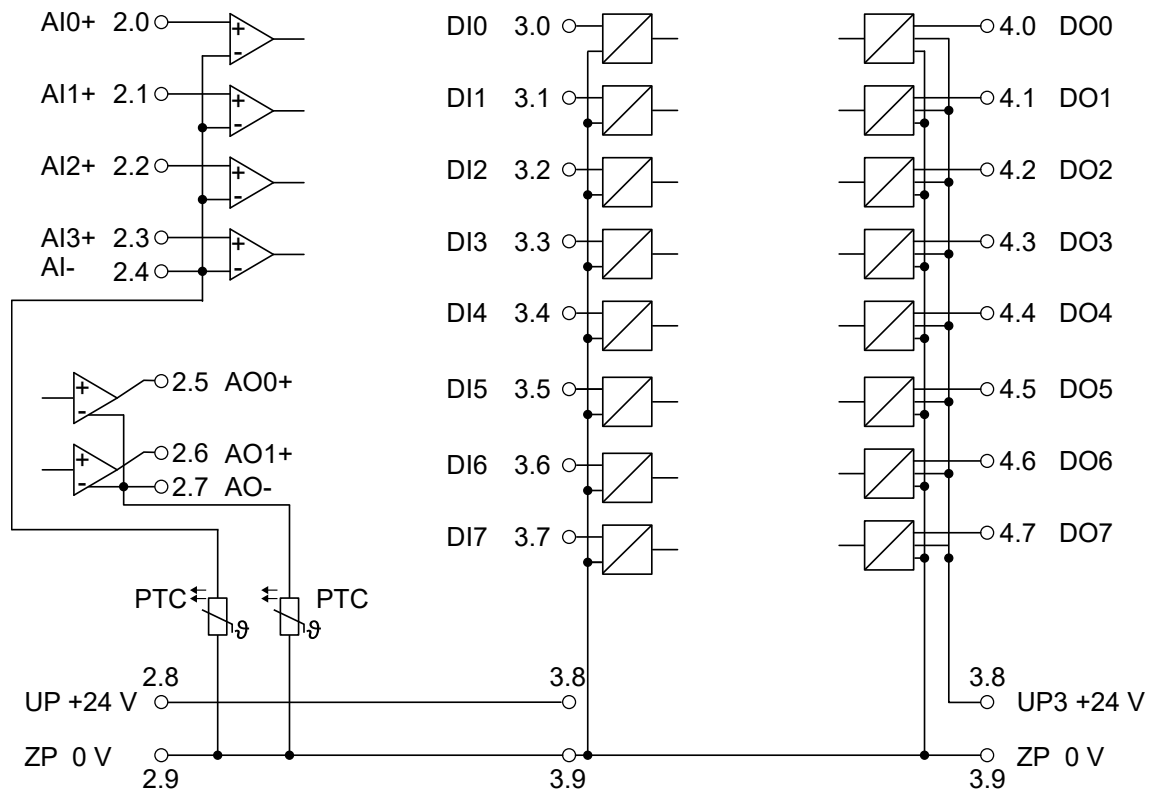 AI0+ 2.0 + -
AI1+ 2.1 + -
AI2+ 2.2 + -
AI3+ 2.3 + -
AI- 2.4
+ - 2.5 AO0+
+ - 2.6 AO1+
2.7 AO-
PTC ϑ ϑ PTC
DI0 3.0
DI1 3.1
DI2 3.2
DI3 3.3
DI4 3.4
DI5 3.5
DI6 3.6
DI7 3.7
4.0 DO0
4.1 DO1
4.2 DO2
4.3 DO3
4.4 DO4
4.5 DO5
4.6 DO6
4.7 DO7
2.8 3.8 3.8
UP +24 V UP3 +24 V
ZP 0 V ZP 0 V
2.9 3.9 3.9